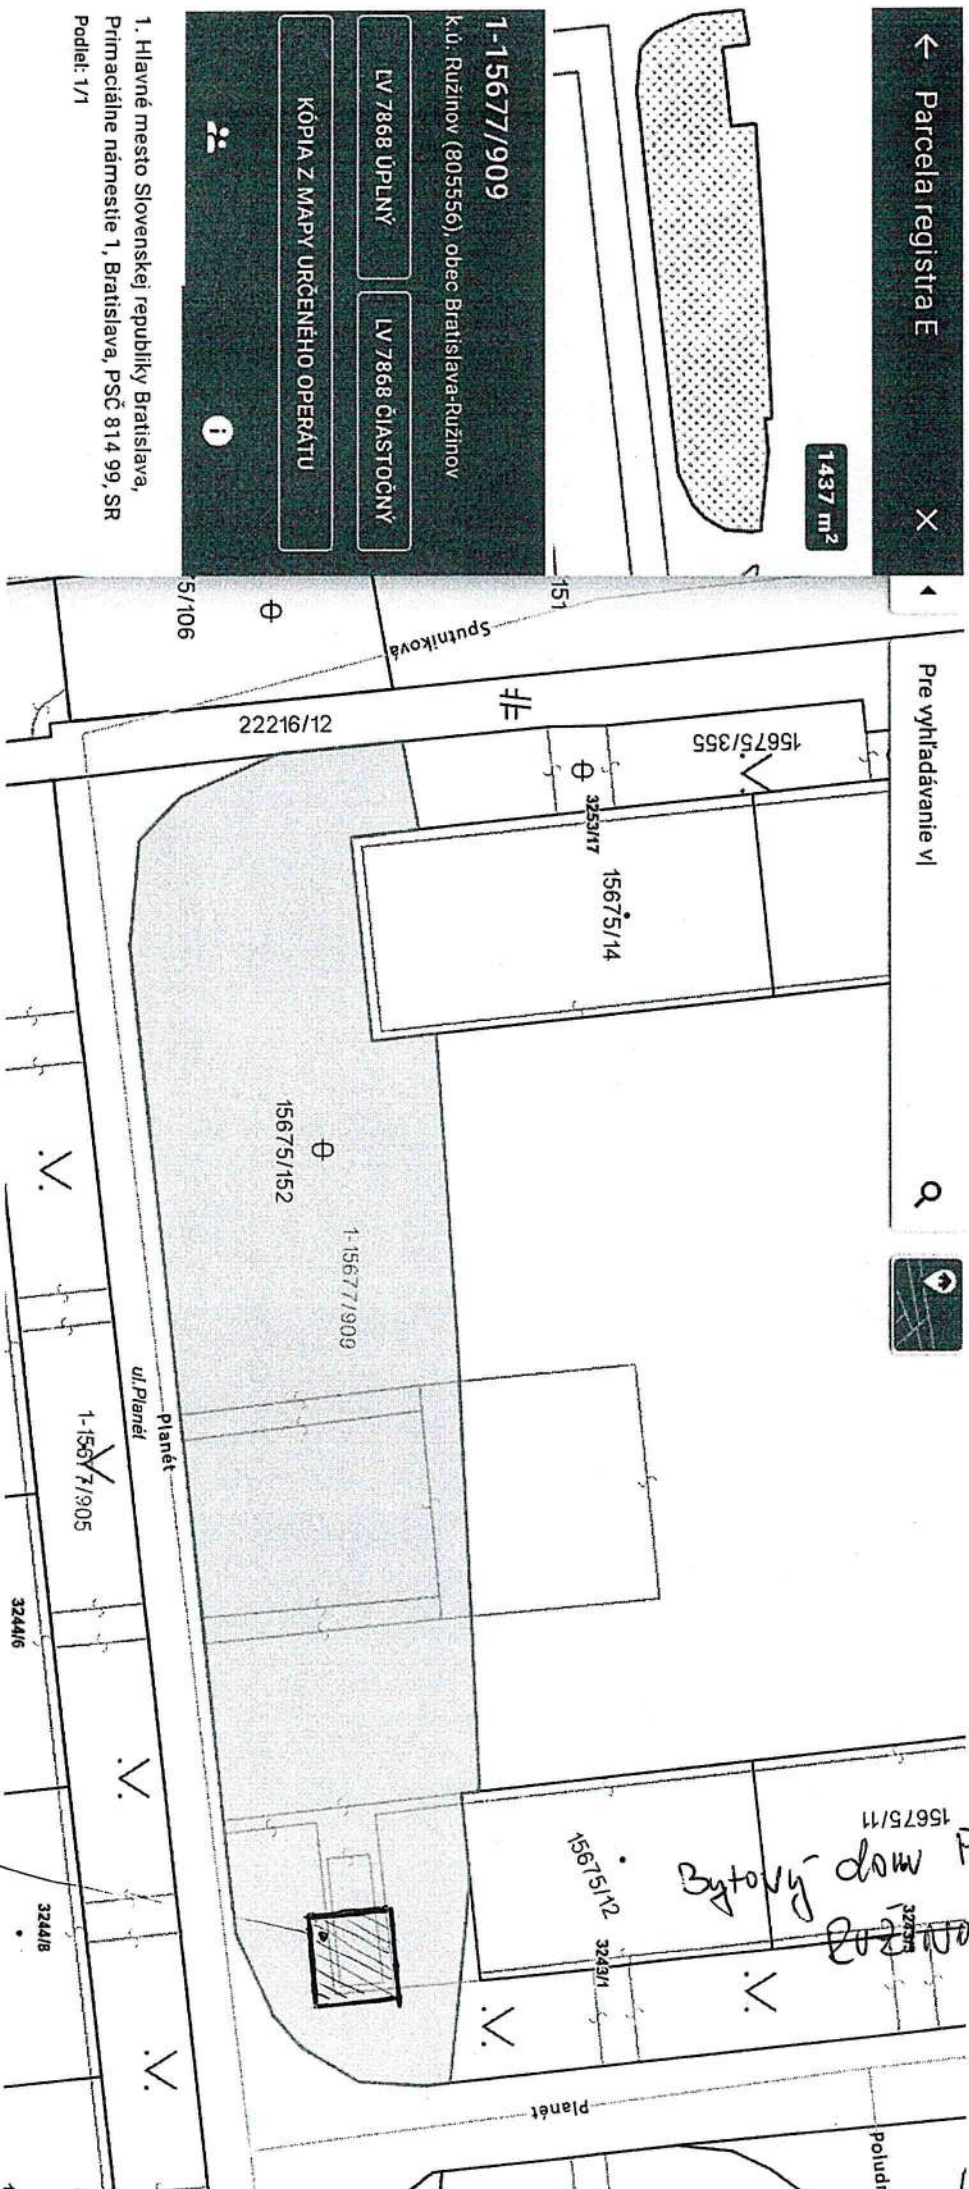 ← Parcela registra E ×
1437 m²
1-15677/909
k.ú. Ružinov (805556), obec Bratislava-Ružinov
LV 7868 ÚPLNÝ
LV 7868 ČIASTOČNÝ
KÓPIA Z MAPY URČENÉHO OPERÁTU
1. Hlavné mesto Slovenskej republiky Bratislava,
Primaciálne námestie 1, Bratislava, PSČ 814 99, SR
Podiel: 1/1
Pre vyhľadávanie v
Sputniková
151
5/106
22216/12
15675/355
3253/17
15675/14
15675/152
1-15677/909
Planét
ul.Planét
1-15677/905
3244/6
3244/8
15675/11
15675/12
3243/1
Bytový dom
Planét
Poludn